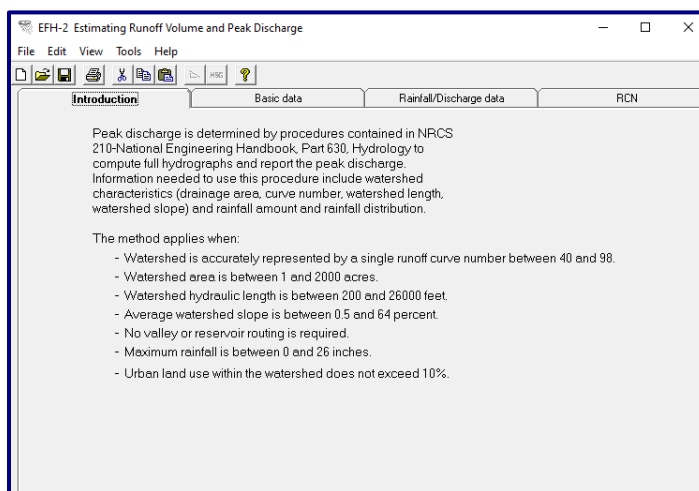 EFH-2 Estimating Runoff Volume and Peak Discharge
File Edit View Tools Help
HSG ?
Introduction Basic data Rainfall/Discharge data RCN
Peak discharge is determined by procedures contained in NRCS
210-National Engineering Handbook, Part 630, Hydrology to
compute full hydrographs and report the peak discharge.
Information needed to use this procedure include watershed
characteristics (drainage area, curve number, watershed length,
watershed slope) and rainfall amount and rainfall distribution.
The method applies when:
- Watershed is accurately represented by a single runoff curve number between 40 and 98.
- Watershed area is between 1 and 2000 acres.
- Watershed hydraulic length is between 200 and 26000 feet.
- Average watershed slope is between 0.5 and 64 percent.
- No valley or reservoir routing is required.
- Maximum rainfall is between 0 and 26 inches.
- Urban land use within the watershed does not exceed 10%.